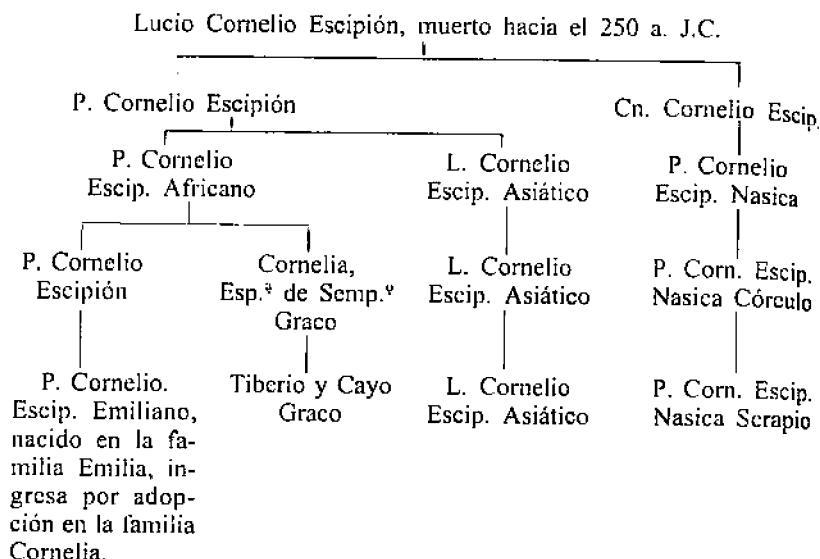 Lucio Cornelio Escipión, muerto hacia el 250 a. J.C.
P. Cornelio Escipión
Cn. Cornelio Escip.
P. Cornelio
Escip. Africano
L. Cornelio
Escip. Asiático
P. Cornelio
Escip. Nasica
P. Cornelio
Escipión
Cornelia,
Esp.ª de Semp.º
Graco
L. Cornelio
Escip. Asiático
P. Corn. Escip.
Nasica Córculo
P. Cornelio.
Escip. Emiliano,
nacido en la fa-
milia Emilia, in-
gresa por adop-
ción en la familia
Cornelia.
Tiberio y Cayo
Graco
L. Cornelio
Escip. Asiático
P. Corn. Escip.
Nasica Serapio